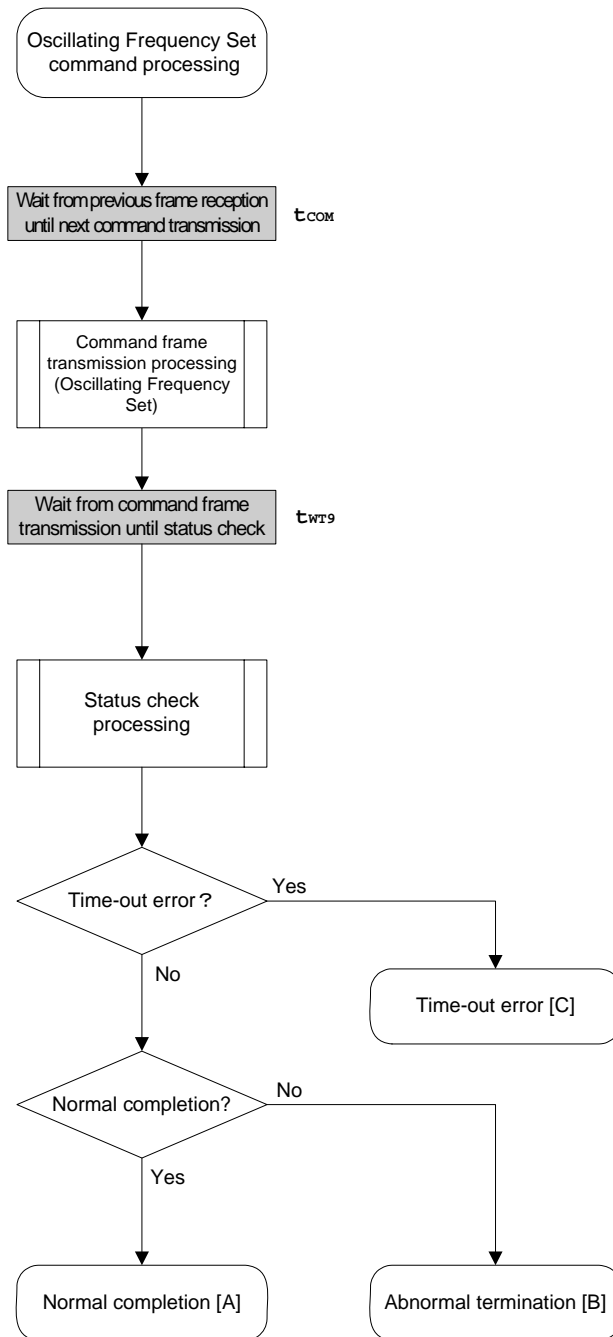 Oscillating Frequency Set
command processing
Wait from previous frame reception
until next command transmission
tCOM
Command frame
transmission processing
(Oscillating Frequency
Set)
Wait from command frame
transmission until status check
tWT9
Status check
processing
Time-out error?
Yes
No
Time-out error [C]
Normal completion?
No
Yes
Normal completion [A]
Abnormal termination [B]